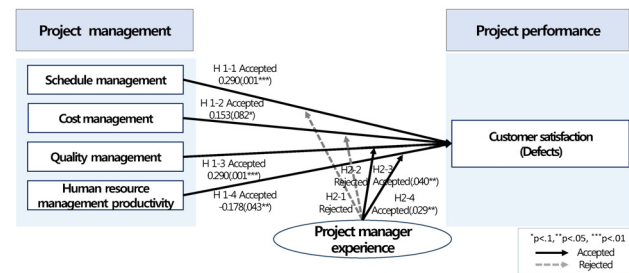 Project management
Project performance
Schedule management
Cost management
Quality management
Human resource
management productivity
H 1-1 Accepted
0.290(.001***)
H 1-2 Accepted
0.153(.082*)
H 1-3 Accepted
0.290(.001***)
H 1-4 Accepted
-0.178(.043**)
H2-2
Rejected
H2-3
Accepted(.040**)
H2-1
Rejected
H2-4
Accepted(.029**)
Customer satisfaction
(Defects)
Project manager
experience
*p<.1,**p<.05, ***p<.01
Accepted
Rejected